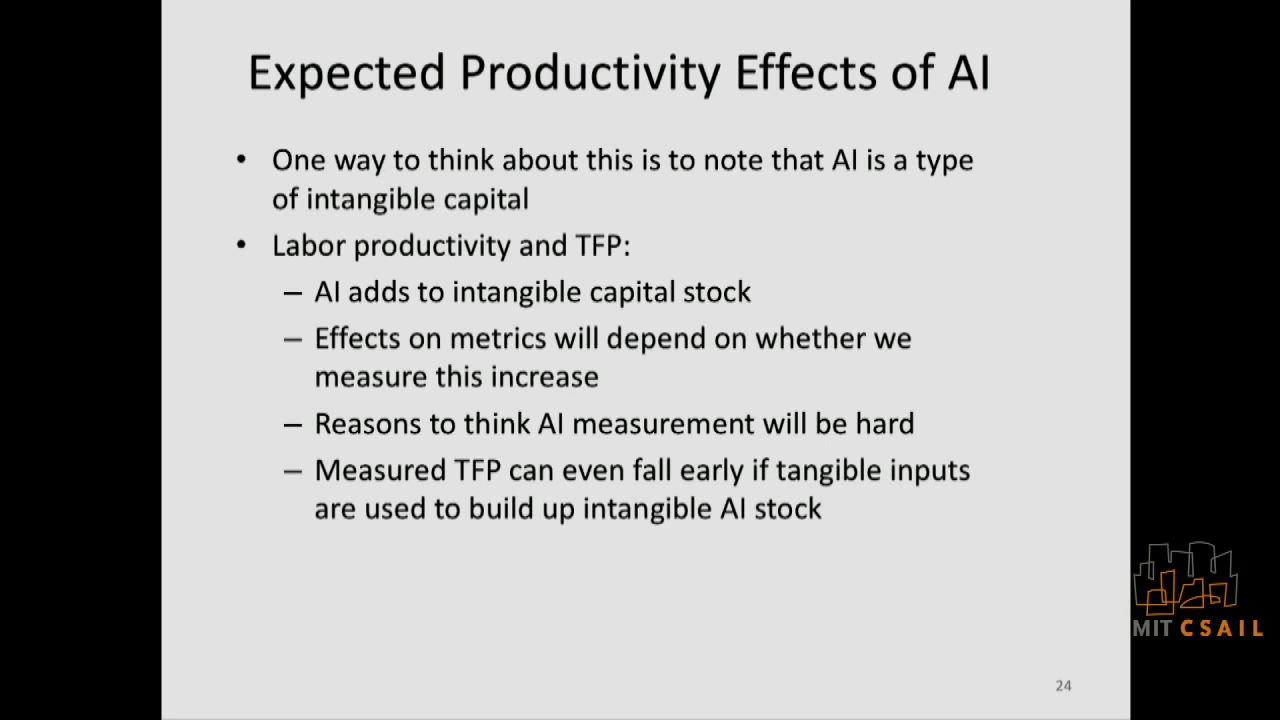 Expected Productivity Effects of AI
• One way to think about this is to note that AI is a type
of intangible capital
• Labor productivity and TFP:
– AI adds to intangible capital stock
– Effects on metrics will depend on whether we
measure this increase
– Reasons to think AI measurement will be hard
– Measured TFP can even fall early if tangible inputs
are used to build up intangible AI stock
MIT CSAIL
24